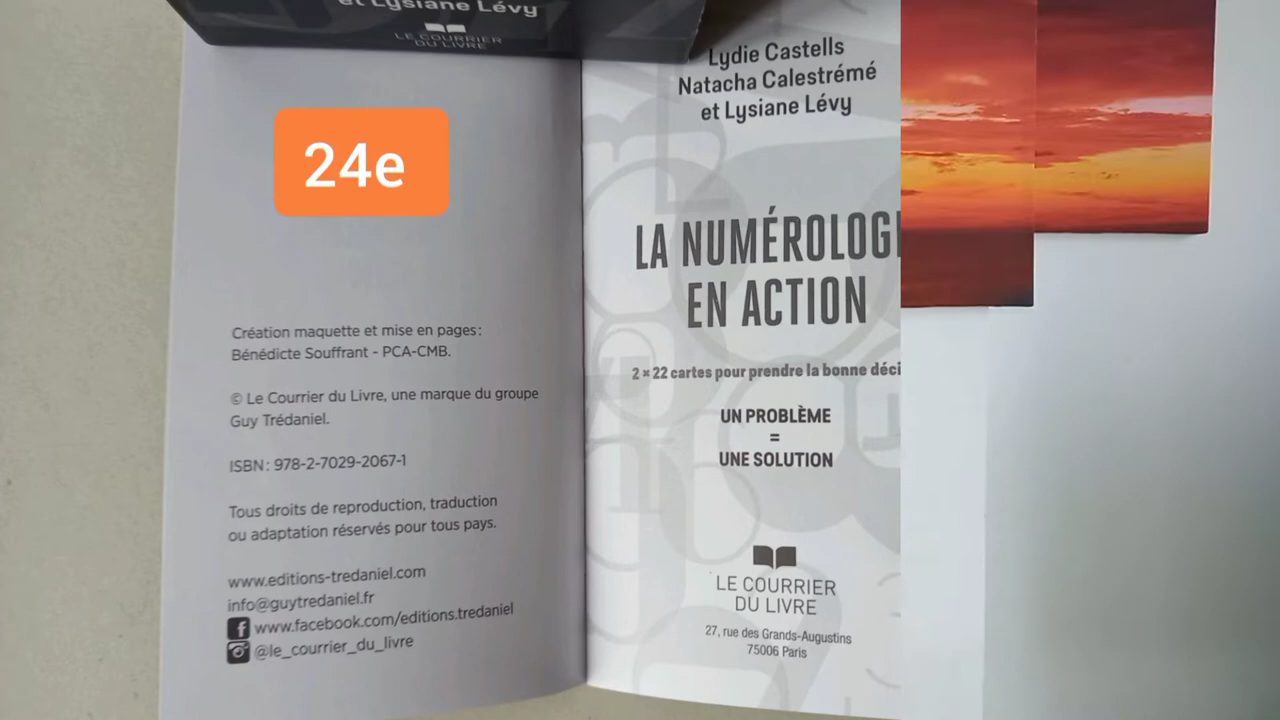 et Lysiane Lévy
LE COURRIER
DU LIVRE
24e
Création maquette et mise en pages :
Bénédicte Souffrant - PCA-CMB.
© Le Courrier du Livre, une marque du groupe
Guy Trédaniel.
ISBN : 978-2-7029-2067-1
Tous droits de reproduction, traduction
ou adaptation réservés pour tous pays.
www.editions-tredaniel.com
info@guytredaniel.fr
www.facebook.com/editions.tredaniel
@le_courrier_du_livre
Lydie Castells
Natacha Calestrémé
et Lysiane Lévy
LA NUMÉROLOGI
EN ACTION
2 × 22 cartes pour prendre la bonne déci
UN PROBLÈME
=
UNE SOLUTION
LE COURRIER
DU LIVRE
27, rue des Grands-Augustins
75006 Paris